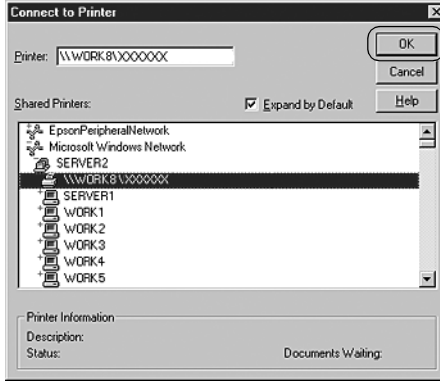 Connect to Printer
Printer: \\WORK8\XXXXXX
OK
Cancel
Shared Printers:
Expand by Default
Help
EpsonPeripheralNetwork
Microsoft Windows Network
SERVER2
\\WORK8\XXXXXX
SERVER1
WORK1
WORK2
WORK3
WORK4
WORK5
Printer Information
Description:
Status:
Documents Waiting: